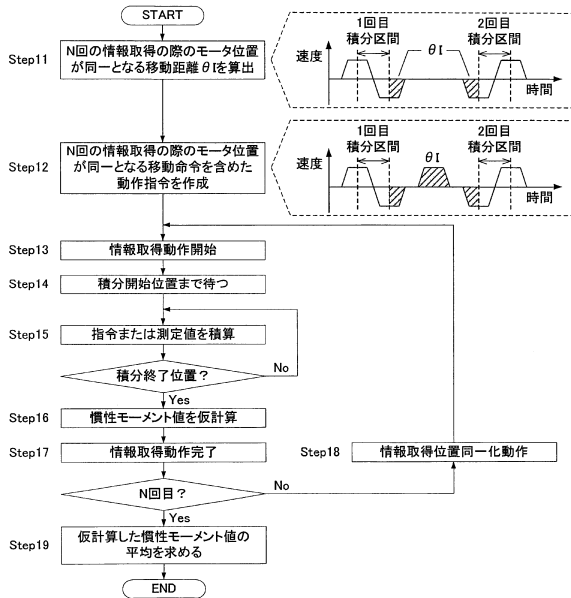 START
Step11
N回の情報取得の際のモータ位置
が同一となる移動距離θIを算出
1回目
積分区間
2回目
積分区間
速度
θI
時間
Step12
N回の情報取得の際のモータ位置
が同一となる移動命令を含めた
動作指令を作成
1回目
積分区間
2回目
積分区間
速度
θI
時間
Step13
情報取得動作開始
Step14
積分開始位置まで待つ
Step15
指令または測定値を積算
積分終了位置?
No
Yes
Step16
慣性モーメント値を仮計算
Step17
情報取得動作完了
Step18
情報取得位置同一化動作
N回目?
No
Yes
Step19
仮計算した慣性モーメント値の
平均を求める
END